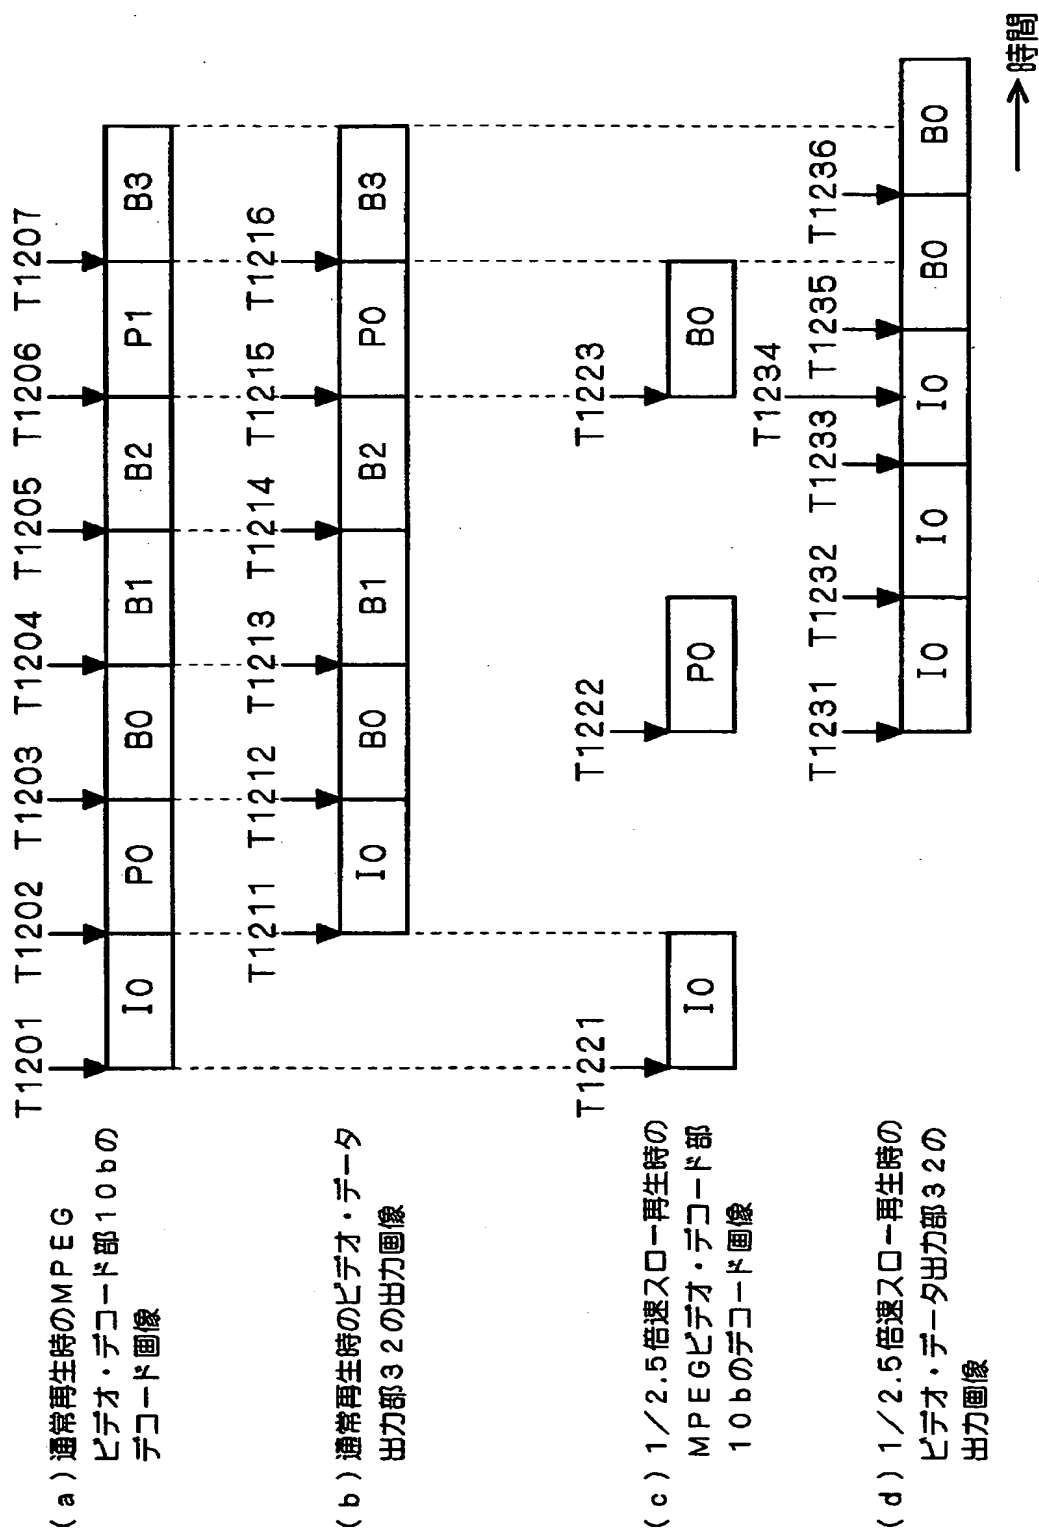 T1201 T1202 T1203 T1204 T1205 T1206 T1207
(a)通常再生時のMPEG
ビデオ・デコード部10bの
デコード画像
I0 P0 B0 B1 B2 P1 B3
T1211 T1212 T1213 T1214 T1215 T1216
(b)通常再生時のビデオ・データ
出力部32の出力画像
I0 B0 B1 B2 P0 B3
T1221 T1222 T1223
(c)1/2.5倍速スロー再生時の
MPEGビデオ・デコード部
10bのデコード画像
I0 P0 B0
T1234
T1231 T1232 T1233 T1235 T1236
(d)1/2.5倍速スロー再生時の
ビデオ・データ出力部32の
出力画像
I0 I0 I0 B0 B0
時間